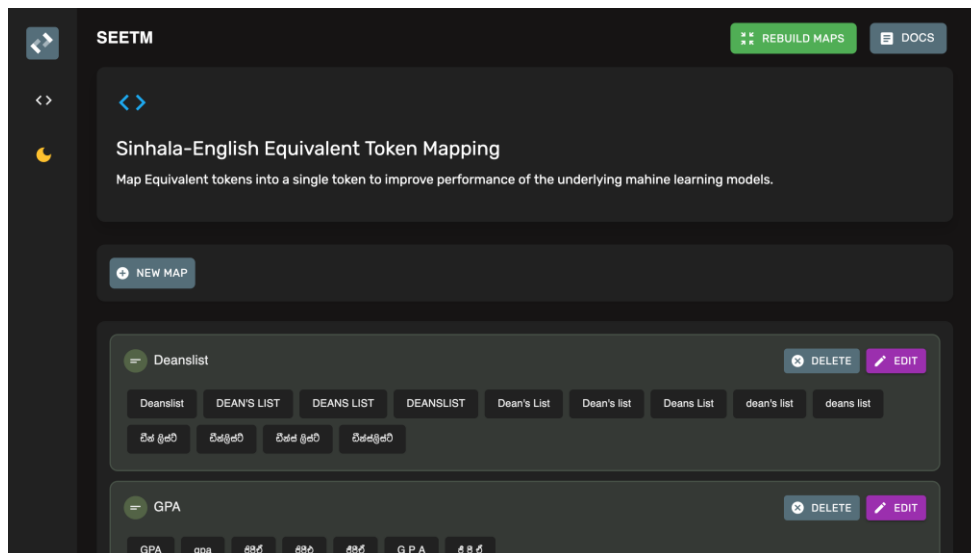 SEETM
REBUILD MAPS
DOCS
Sinhala-English Equivalent Token Mapping
Map Equivalent tokens into a single token to improve performance of the underlying mahine learning models.
NEW MAP
Deanslist
DELETE
EDIT
Deanslist DEAN'S LIST DEANS LIST DEANSLIST Dean's List Dean's list Deans List dean's list deans list
ඩීන් ලිස්ට් ඩීන්ලිස්ට් ඩීන්ස් ලිස්ට් ඩීන්ස්ලිස්ට්
GPA
DELETE
EDIT
GPA gpa G P A